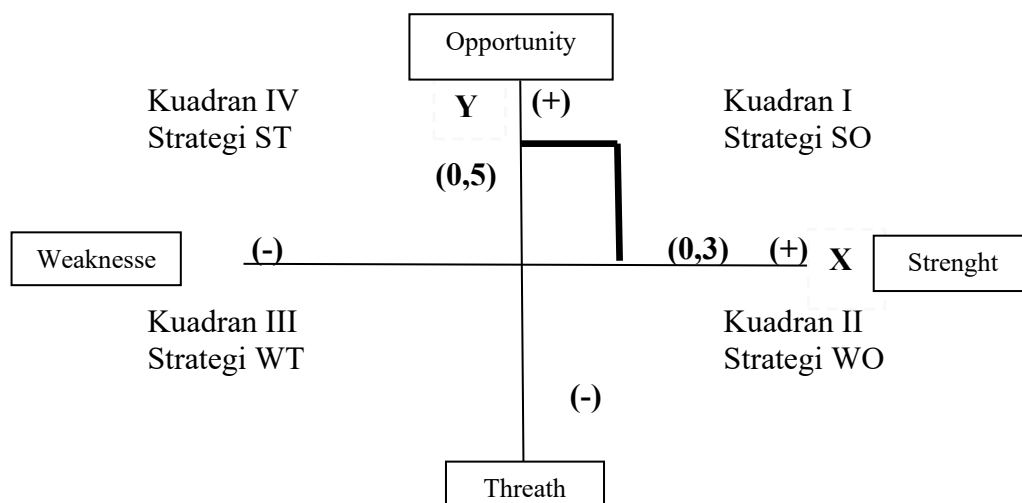 Opportunity
Kuadran IV
Strategi ST
Y
(+)
Kuadran I
Strategi SO
(0,5)
Weaknesse
(-)
(0,3)
(+)
X
Strenght
Kuadran III
Strategi WT
Kuadran II
Strategi WO
(-)
Threath